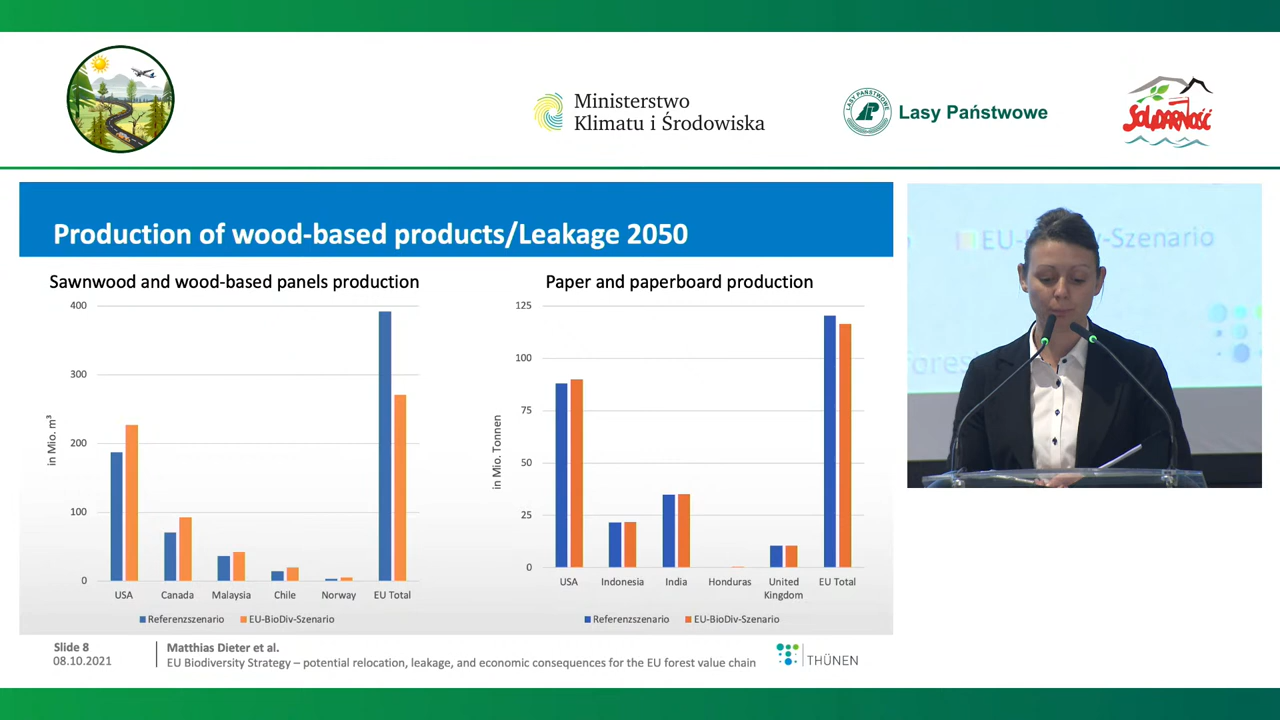 Ministerstwo
Klimatu i Środowiska
LASY PAŃSTWOWE
Lasy Państwowe
SOLIDARNOŚĆ
Production of wood-based products/Leakage 2050
Sawnwood and wood-based panels production
400
300
200
100
0
in Mio. m³
USA Canada Malaysia Chile Norway EU Total
Referenzszenario EU-BioDiv-Szenario
Paper and paperboard production
125
100
75
50
25
0
in Mio. Tonnen
USA Indonesia India Honduras United Kingdom EU Total
Referenzszenario EU-BioDiv-Szenario
EU-BioDiv-Szenario
forest
Slide 8
08.10.2021
Matthias Dieter et al.
EU Biodiversity Strategy – potential relocation, leakage, and economic consequences for the EU forest value chain
THÜNEN